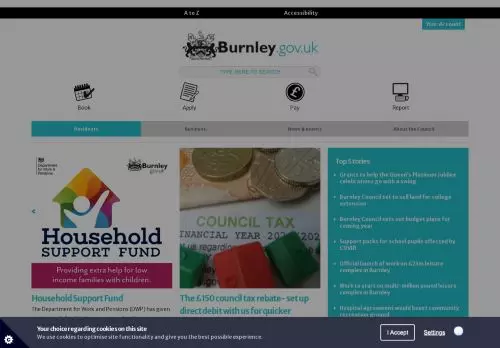 A to Z
Accessibility
Your Account
Burnley.gov.uk
TYPE HERE TO SEARCH
Book
Apply
Pay
Report
Residents
Business
News & events
About the Council
Department
for Work &
Pensions
Burnley
.gov.uk
Household
SUPPORT FUND
Providing extra help for low
income families with children.
Household Support Fund
The Department for Work and Pensions (DWP) has given
COUNCIL TAX
FINANCIAL YEAR
The £150 council tax rebate– set up
direct debit with us for quicker
Top Stories
Grants to help the Queen's Platinum Jubilee
celebrations go with a swing
Burnley Council set to sell land for college
extension
Burnley Council sets out budget plans for
coming year
Support packs for school pupils affected by
COVID
Official launch of work on £23m leisure
complex in Burnley
Work to start on multi-million pound leisure
complex in Burnley
Hospital agreement would boost community
recreation ground
Your choice regarding cookies on this site
We use cookies to optimise site functionality and give you the best possible experience.
I Accept
Settings